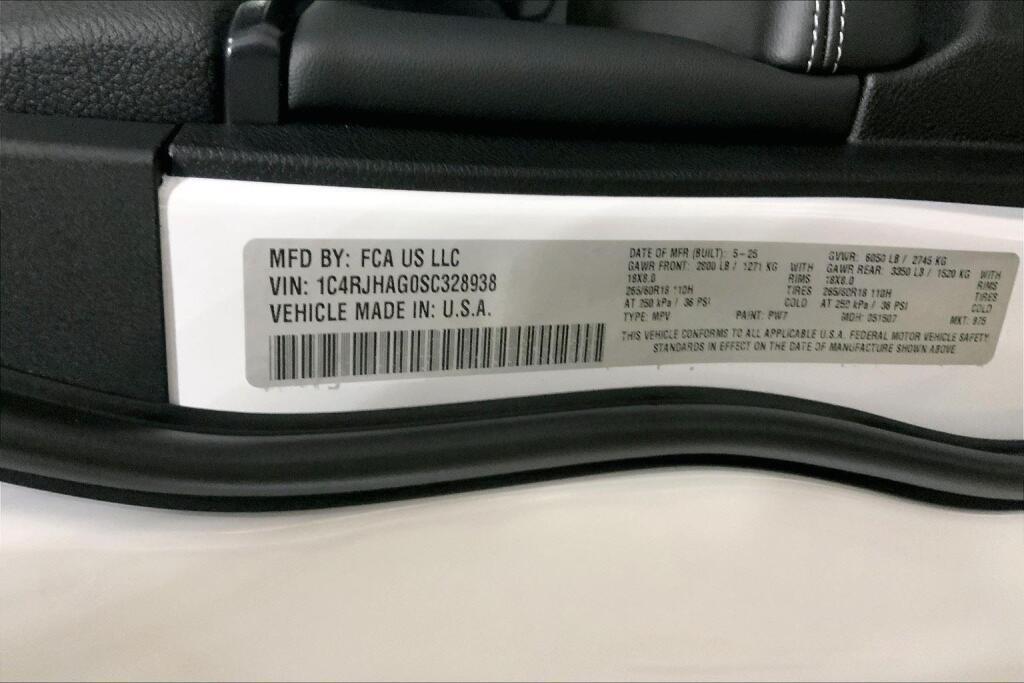 MFD BY: FCA US LLC
VIN: 1C4RJHAG0SC328938
VEHICLE MADE IN: U.S.A.
DATE OF MFR (BUILT): 5-25
GAWR FRONT: 2800 LB / 1271 KG WITH
18X8.0 RIMS
265/60R18 110H TIRES
AT 250 kPa / 36 PSI COLD
TYPE: MPV PAINT: PW7
GVWR: 6050 LB / 2745 KG
GAWR REAR: 3350 LB / 1520 KG WITH
18X8.0 RIMS
265/60R18 110H TIRES
AT 250 kPa / 36 PSI COLD
MDH: 051507 MKT: 975
THIS VEHICLE CONFORMS TO ALL APPLICABLE U.S.A. FEDERAL MOTOR VEHICLE SAFETY
STANDARDS IN EFFECT ON THE DATE OF MANUFACTURE SHOWN ABOVE